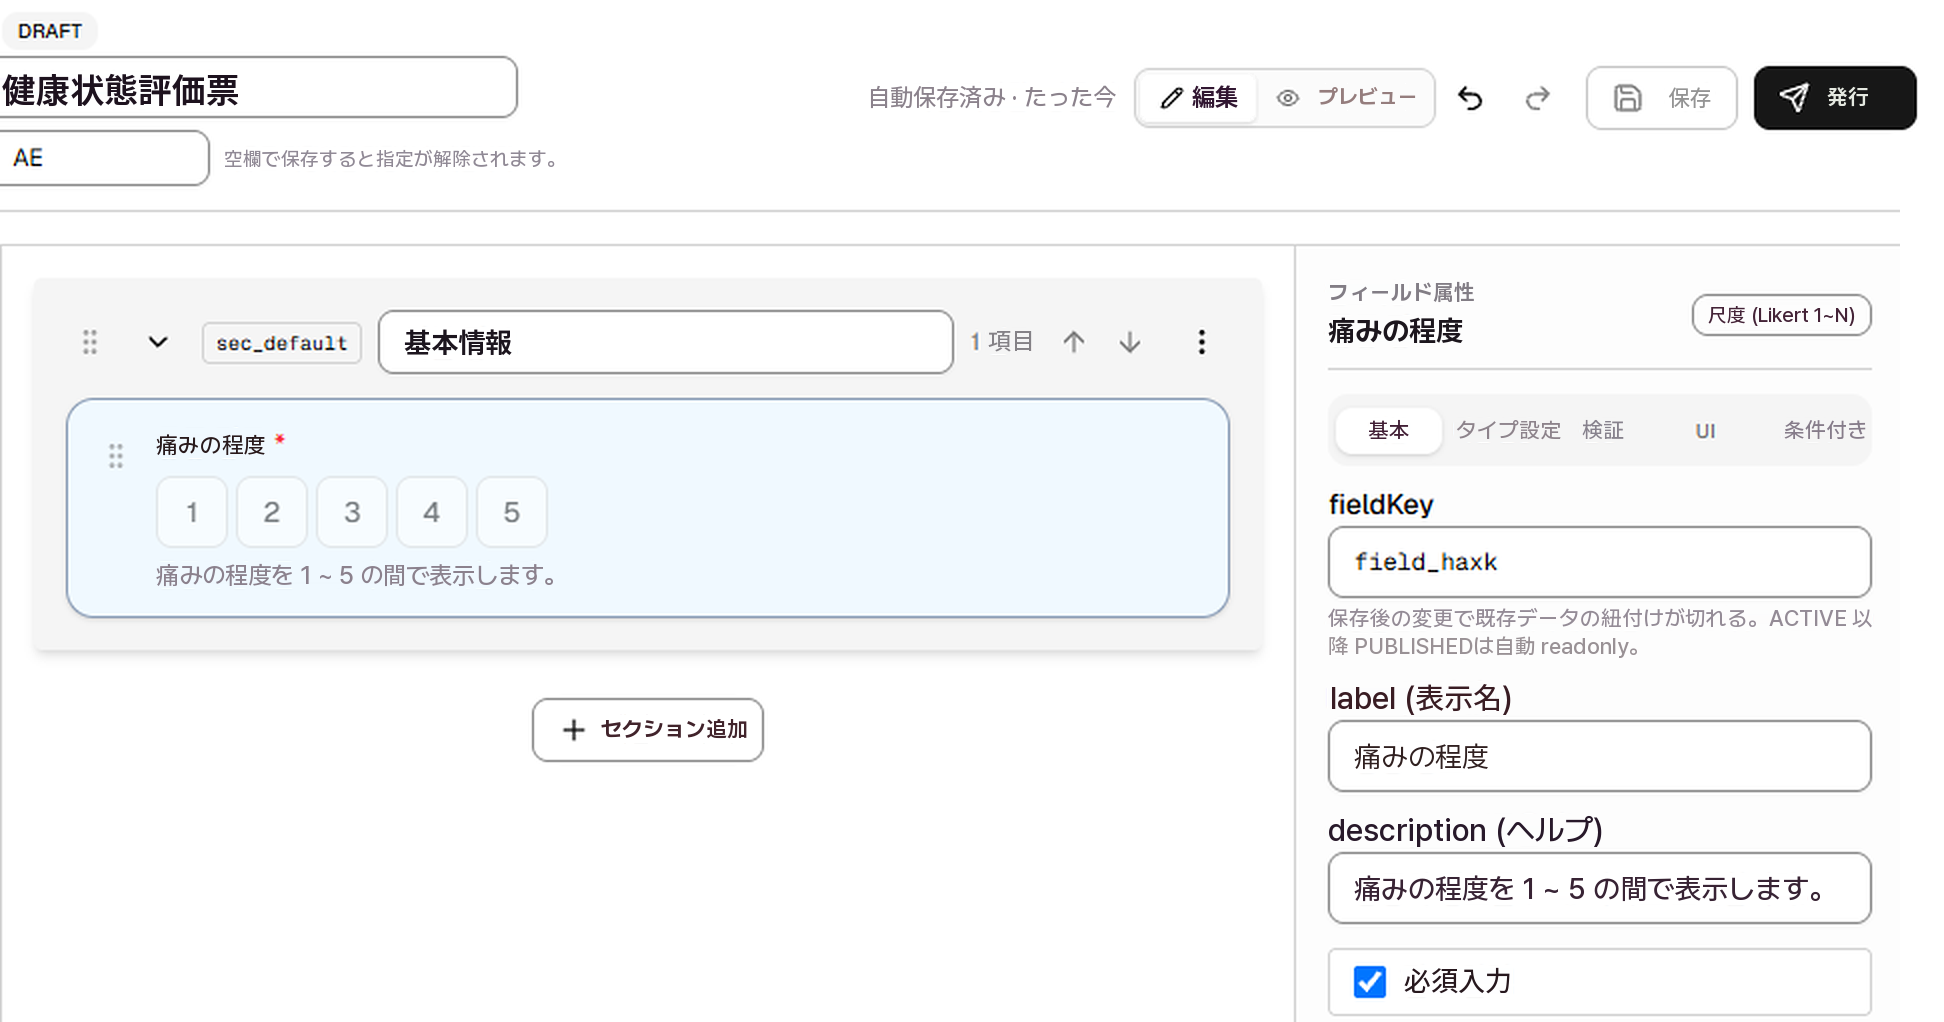 DRAFT
健康状態評価票
自動保存済み · たった今
編集
プレビュー
保存
発行
AE
空欄で保存すると指定が解除されます。
sec_default
基本情報
1 項目
痛みの程度 *
1
2
3
4
5
痛みの程度を 1 ~ 5 の間で表示します。
セクション追加
フィールド属性
痛みの程度
尺度 (Likert 1~N)
基本
タイプ設定
検証
UI
条件付き
fieldKey
field_haxk
保存後の変更で既存データの紐付けが切れる。ACTIVE 以
降 PUBLISHEDは自動 readonly。
label (表示名)
痛みの程度
description (ヘルプ)
痛みの程度を 1 ~ 5 の間で表示します。
必須入力